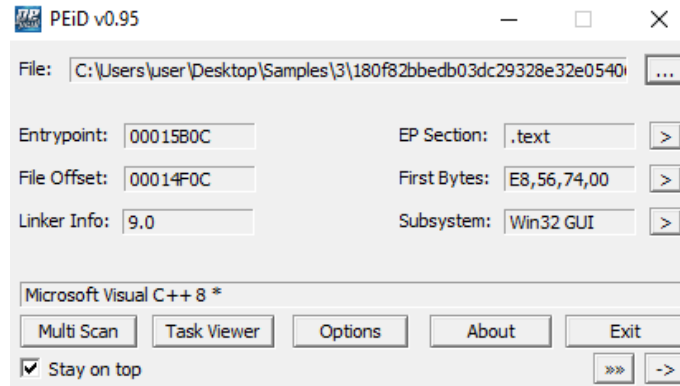 PEiD v0.95
File: C:\Users\user\Desktop\Samples\3\180f82bbedb03dc29328e32e0540 ...
Entrypoint: 00015B0C EP Section: .text >
File Offset: 00014F0C First Bytes: E8,56,74,00 >
Linker Info: 9.0 Subsystem: Win32 GUI >
Microsoft Visual C++ 8 *
Multi Scan Task Viewer Options About Exit
Stay on top »» ->